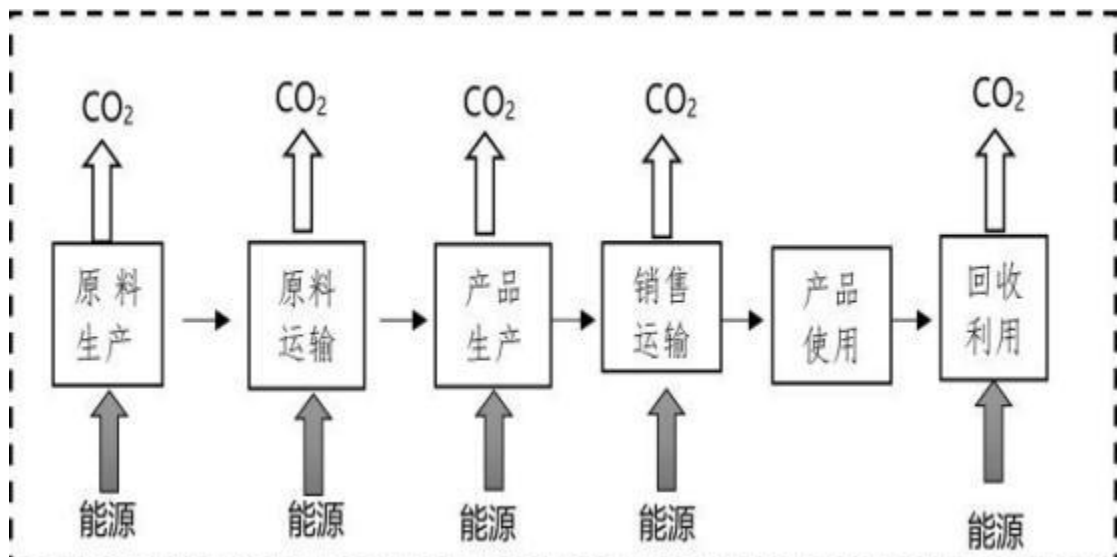 CO₂
CO₂
CO₂
CO₂
CO₂
原料
生产
原料
运输
产品
生产
销售
运输
产品
使用
回收
利用
能源
能源
能源
能源
能源